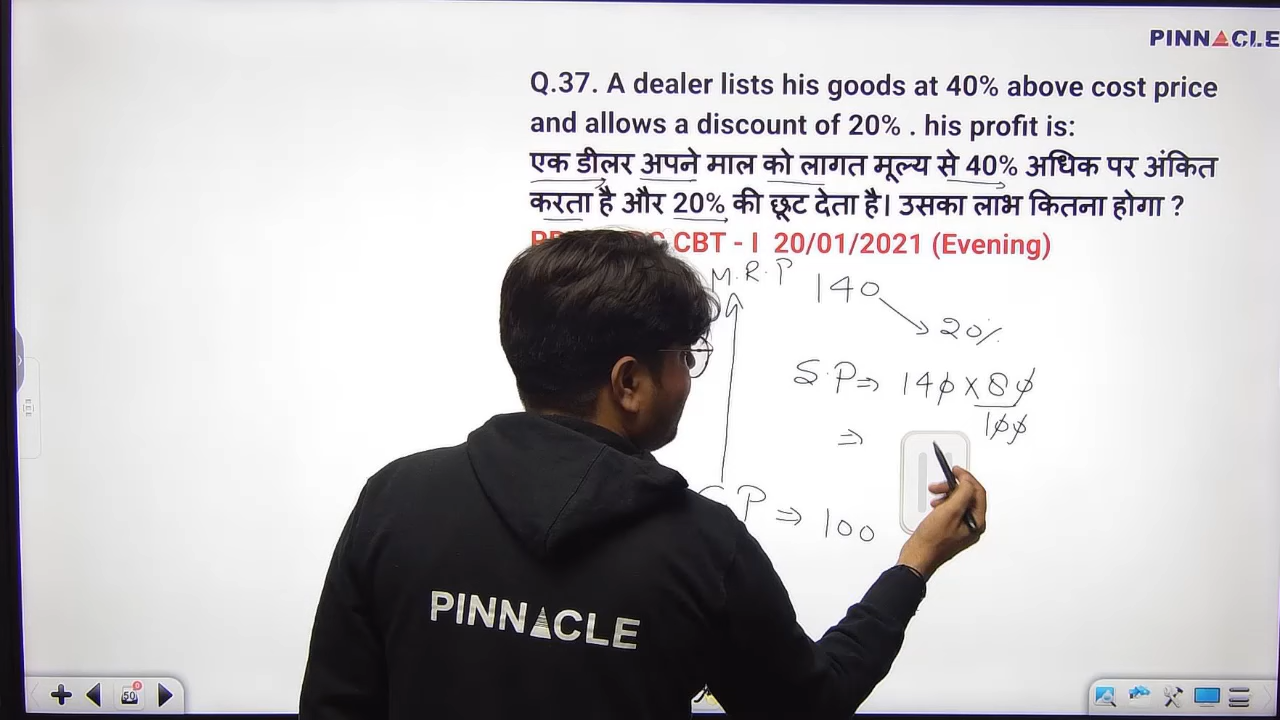 PINNACLE
Q.37. A dealer lists his goods at 40% above cost price
and allows a discount of 20% . his profit is:
एक डीलर अपने माल को लागत मूल्य से 40% अधिक पर अंकित
करता है और 20% की छूट देता है। उसका लाभ कितना होगा ?
CBT - I 20/01/2021 (Evening)
M.R.P 140
20%
S.P ⇒ 140 × 80
100
⇒
C P ⇒ 100
PINNACLE
50